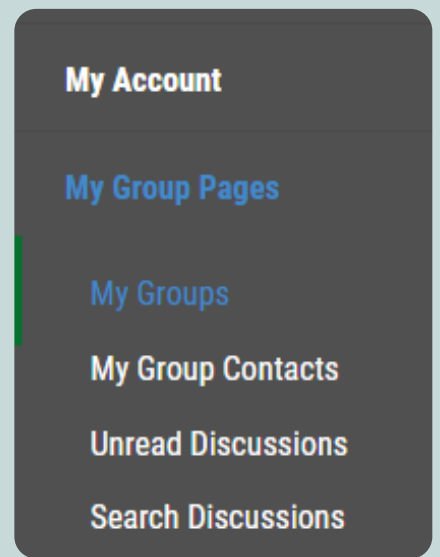 My Account
My Group Pages
My Groups
My Group Contacts
Unread Discussions
Search Discussions